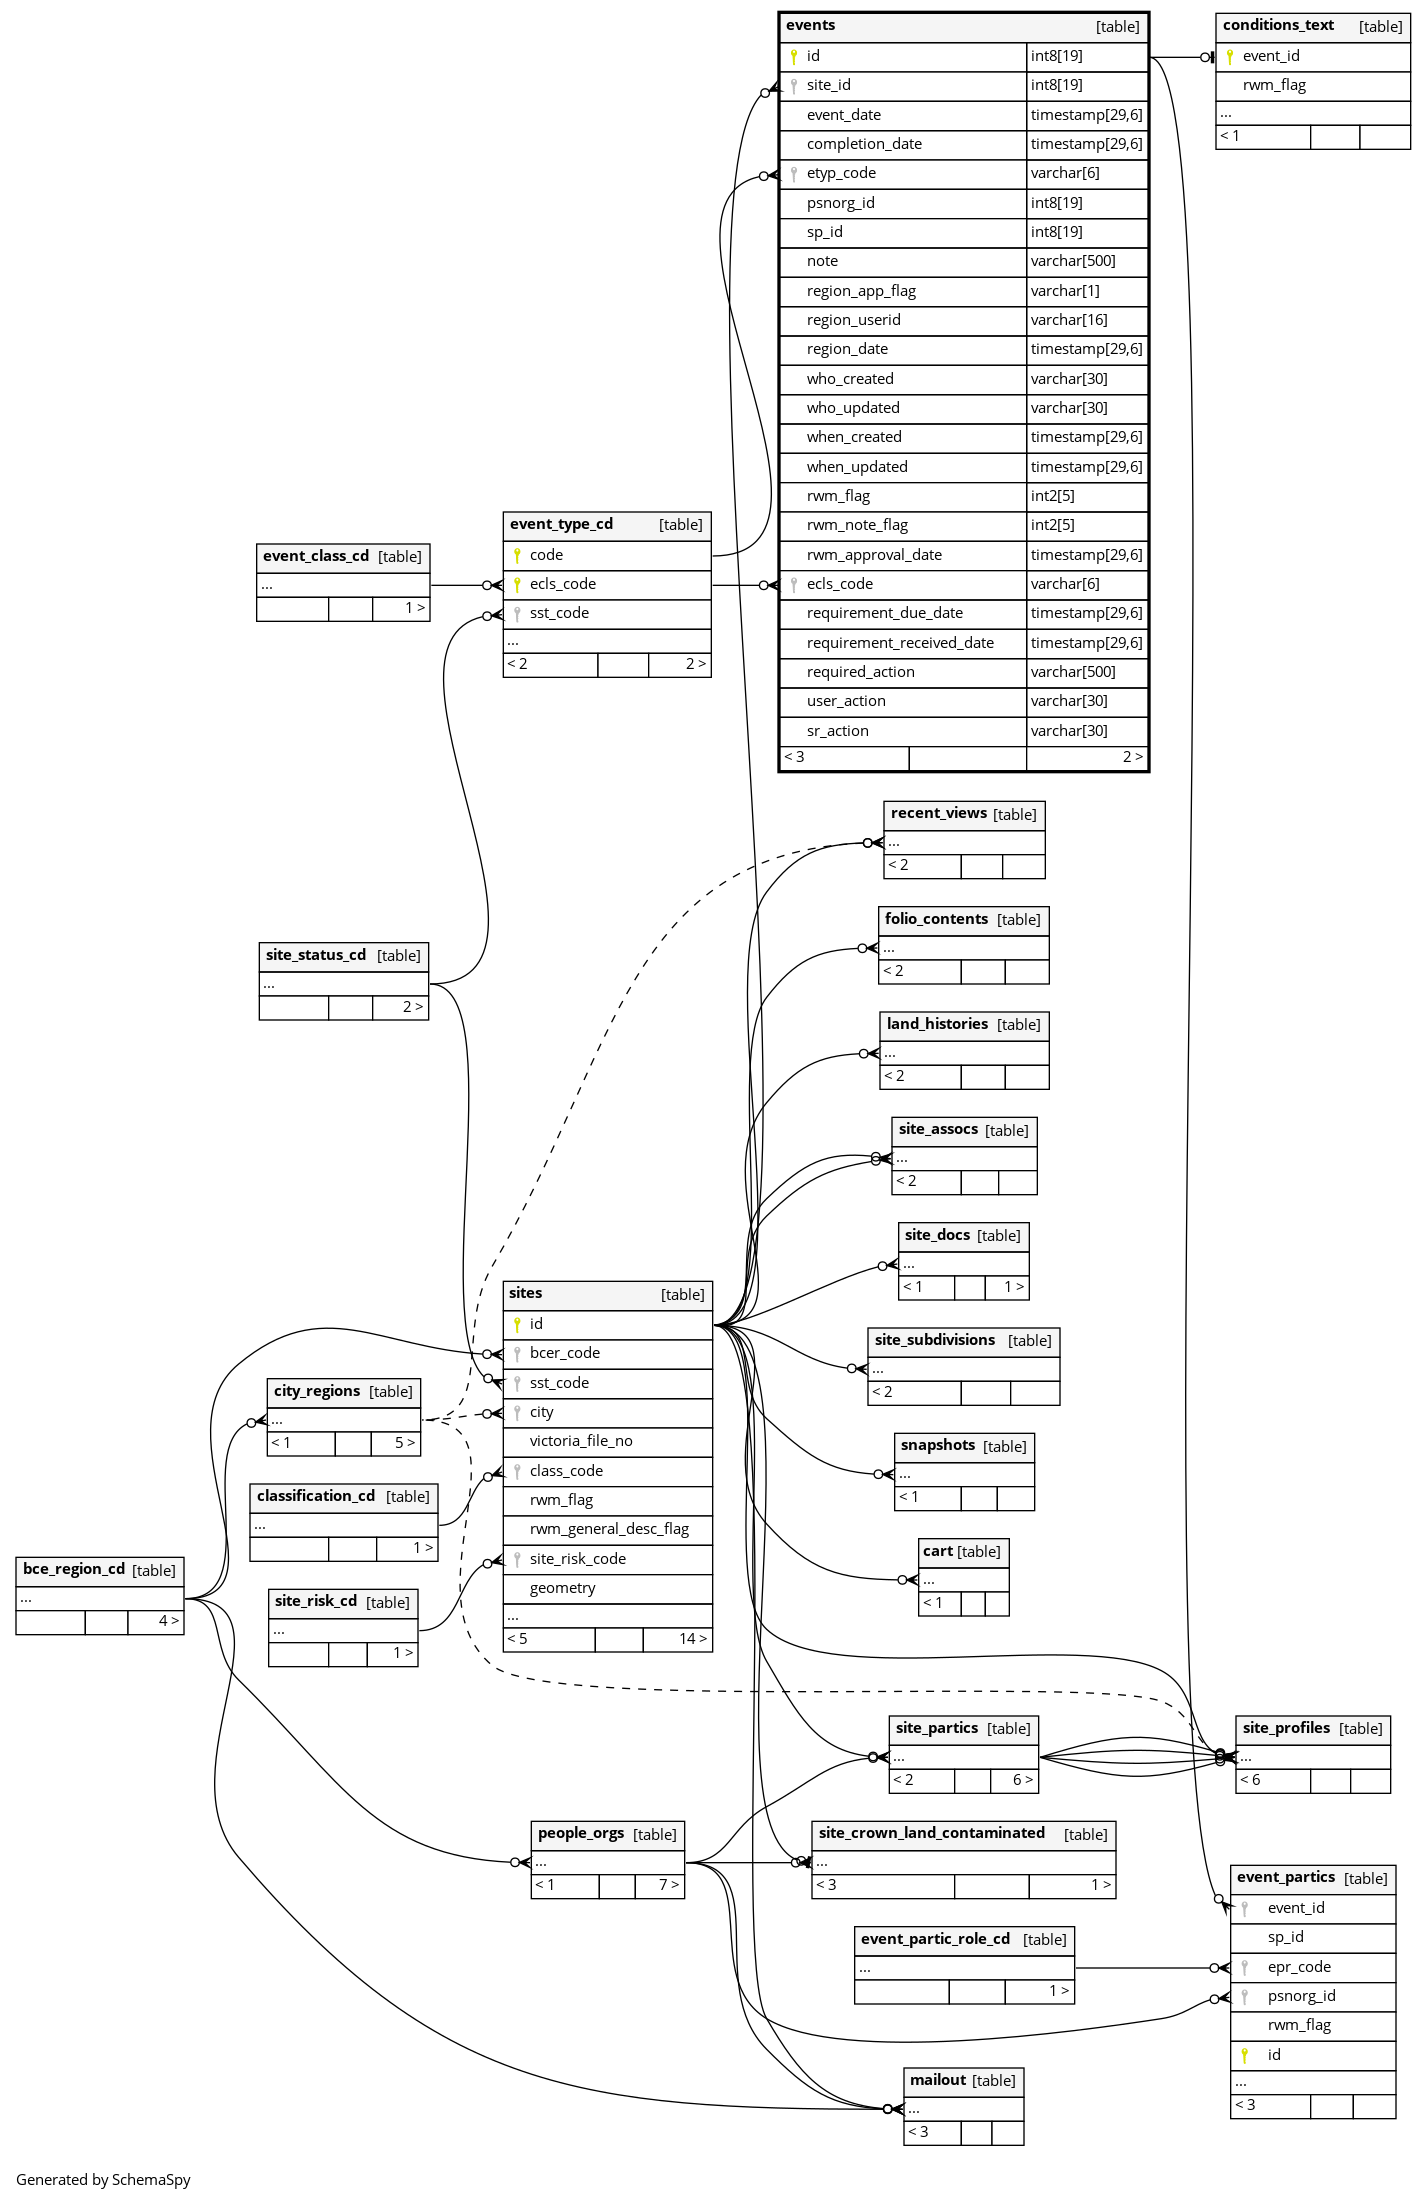 events [table]
id int8[19]
site_id int8[19]
event_date timestamp[29,6]
completion_date timestamp[29,6]
etyp_code varchar[6]
psnorg_id int8[19]
sp_id int8[19]
note varchar[500]
region_app_flag varchar[1]
region_userid varchar[16]
region_date timestamp[29,6]
who_created varchar[30]
who_updated varchar[30]
when_created timestamp[29,6]
when_updated timestamp[29,6]
rwm_flag int2[5]
rwm_note_flag int2[5]
rwm_approval_date timestamp[29,6]
ecls_code varchar[6]
requirement_due_date timestamp[29,6]
requirement_received_date timestamp[29,6]
required_action varchar[500]
user_action varchar[30]
sr_action varchar[30]
< 3 2 >
conditions_text [table]
event_id
rwm_flag
...
< 1
event_type_cd [table]
code
ecls_code
sst_code
...
< 2 2 >
event_class_cd [table]
...
1 >
recent_views [table]
...
< 2
folio_contents [table]
...
< 2
site_status_cd [table]
...
2 >
land_histories [table]
...
< 2
site_assocs [table]
...
< 2
site_docs [table]
...
< 1 1 >
sites [table]
id
bcer_code
sst_code
city
victoria_file_no
class_code
rwm_flag
rwm_general_desc_flag
site_risk_code
geometry
...
< 5 14 >
site_subdivisions [table]
...
< 2
city_regions [table]
...
< 1 5 >
snapshots [table]
...
< 1
classification_cd [table]
...
1 >
cart [table]
...
< 1
bce_region_cd [table]
...
4 >
site_risk_cd [table]
...
1 >
site_partics [table]
...
< 2 6 >
site_profiles [table]
...
< 6
people_orgs [table]
...
< 1 7 >
site_crown_land_contaminated [table]
...
< 3 1 >
event_partics [table]
event_id
sp_id
epr_code
psnorg_id
rwm_flag
id
...
< 3
event_partic_role_cd [table]
...
1 >
mailout [table]
...
< 3
Generated by SchemaSpy